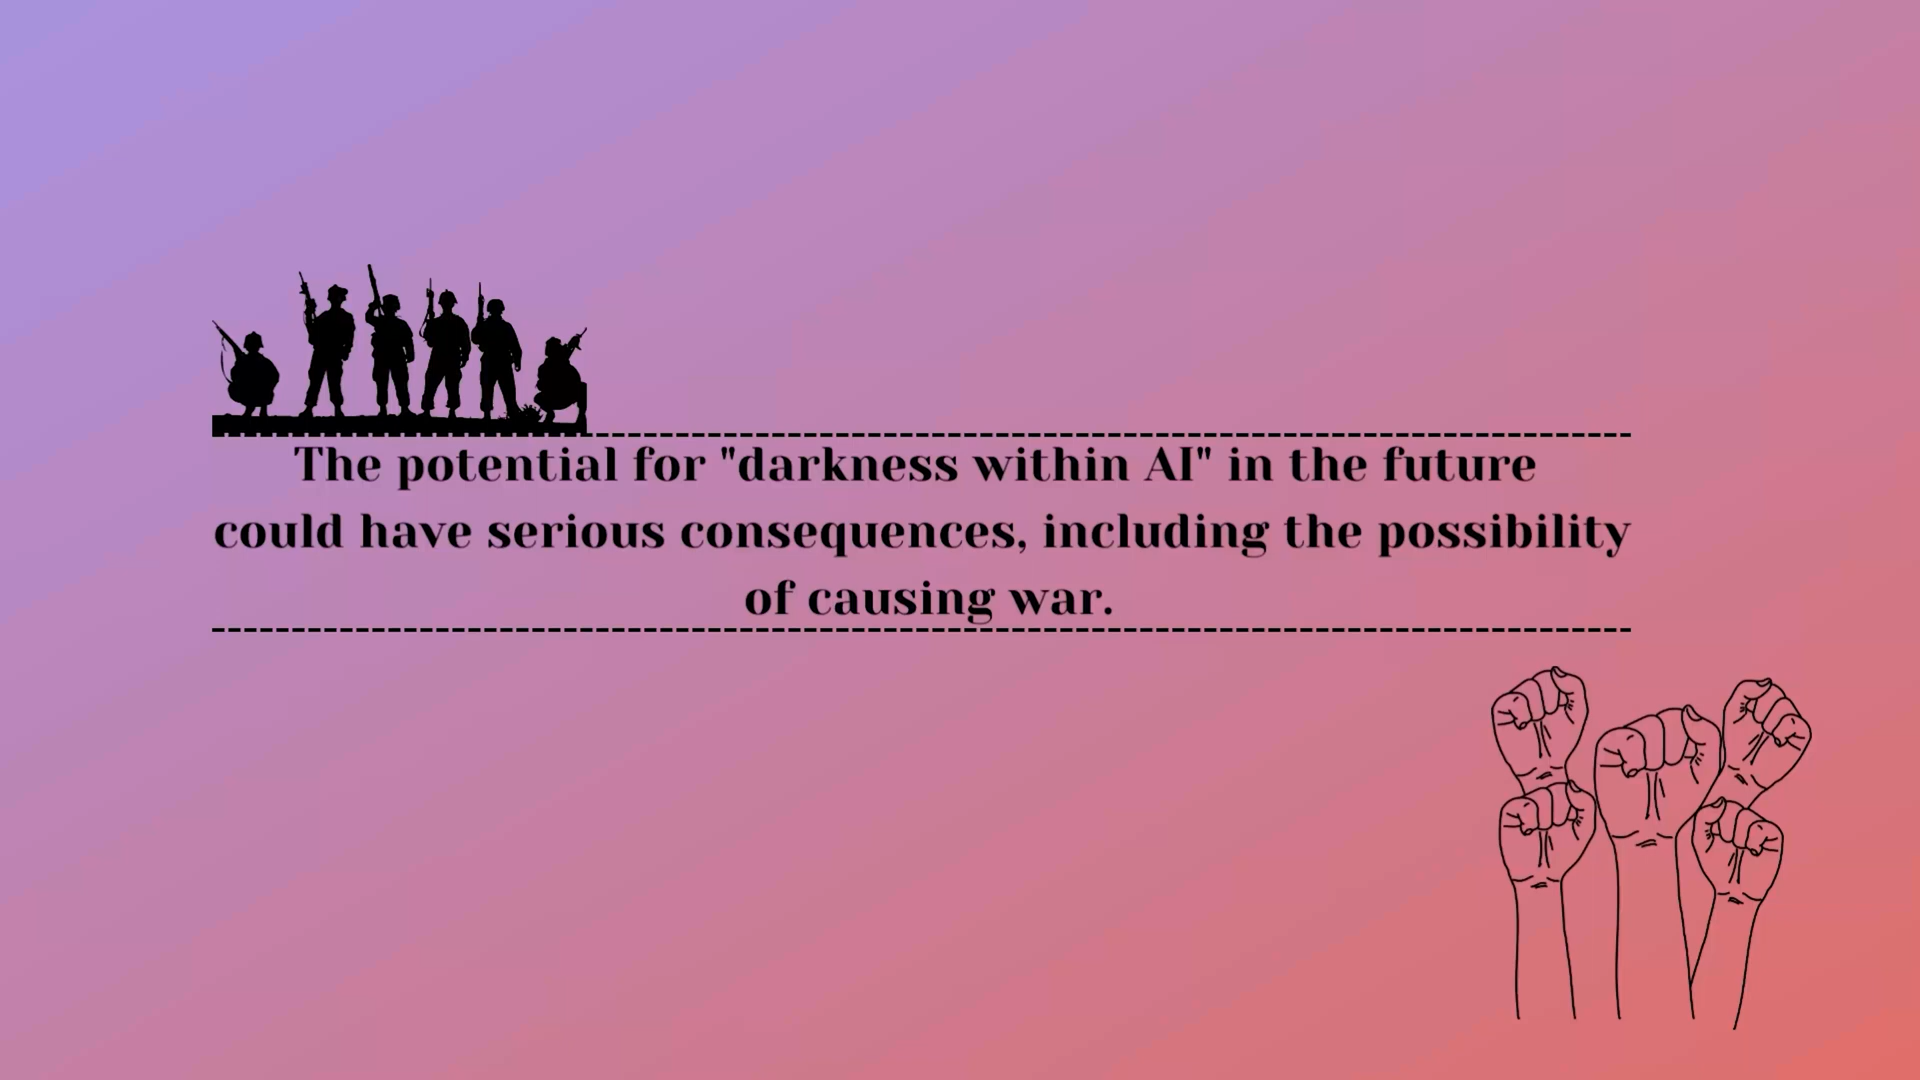 The potential for "darkness within AI" in the future
could have serious consequences, including the possibility
of causing war.